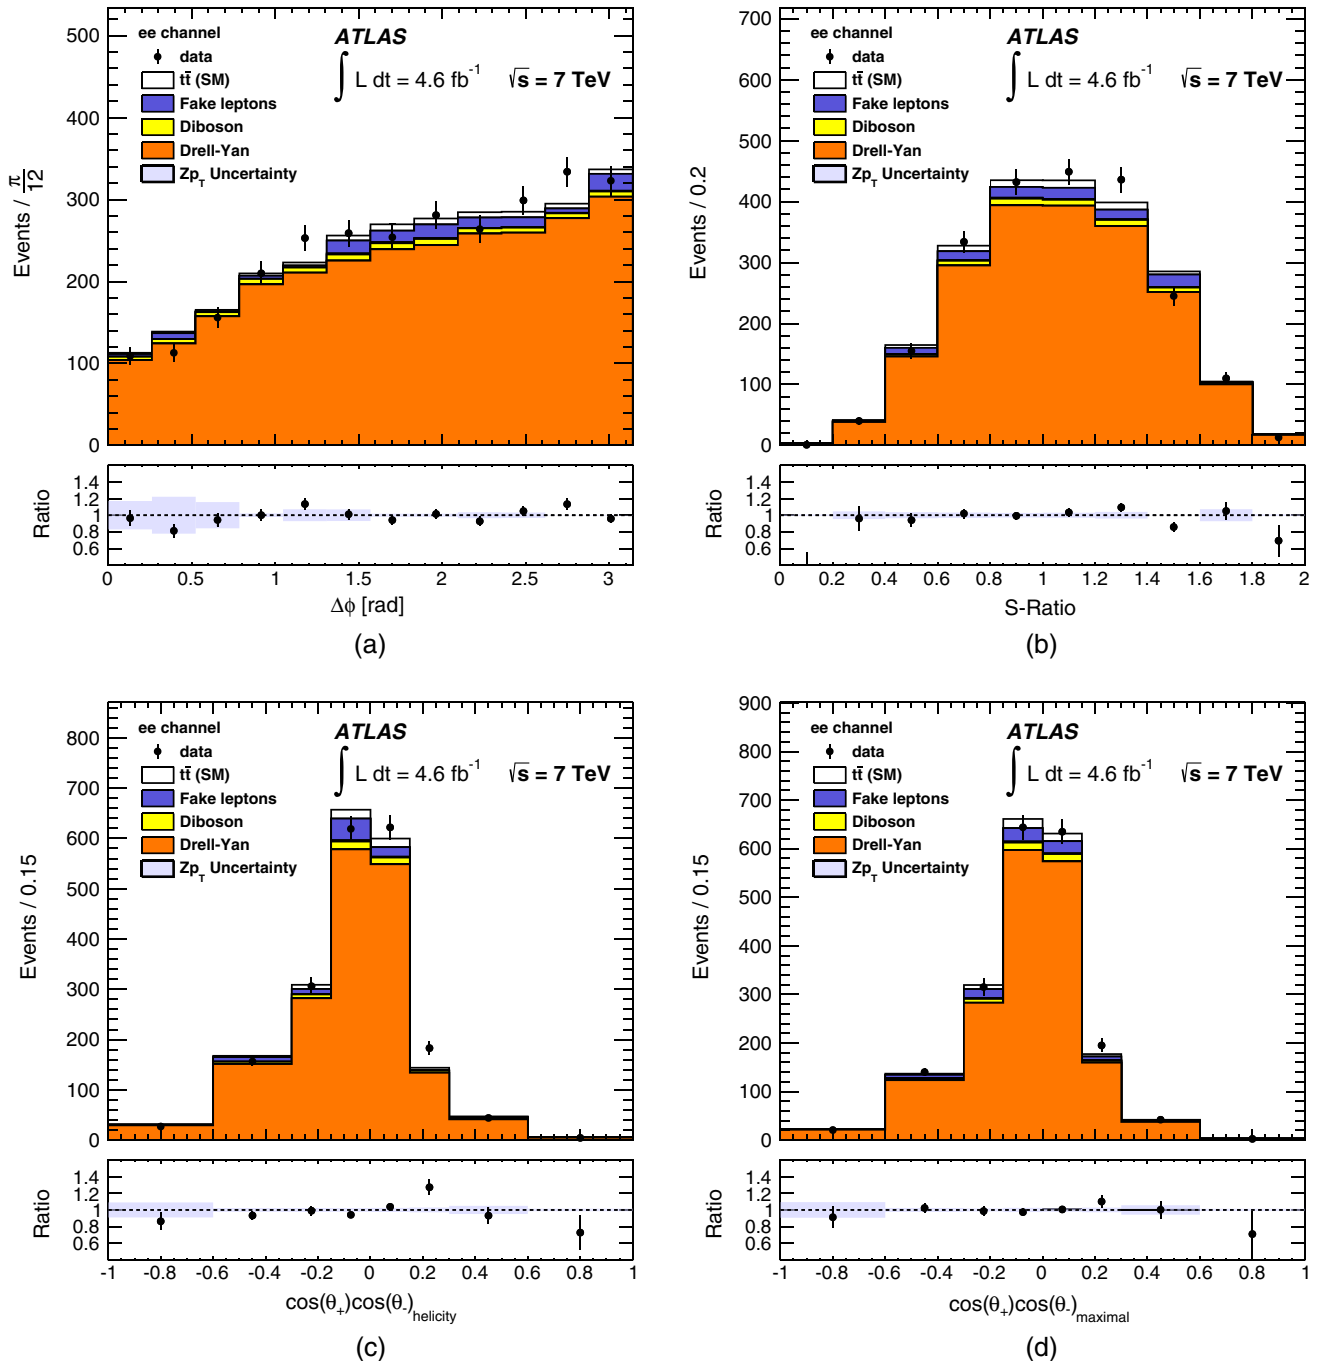 ee channel
data
tt̄ (SM)
Fake leptons
Diboson
Drell-Yan
Zp_T Uncertainty
ATLAS
∫ L dt = 4.6 fb⁻¹ √s = 7 TeV
Events / π/12
500
400
300
200
100
0
Ratio
1.4
1.2
1
0.8
0.6
0 0.5 1 1.5 2 2.5 3
Δϕ [rad]
(a)
ee channel
data
tt̄ (SM)
Fake leptons
Diboson
Drell-Yan
Zp_T Uncertainty
ATLAS
∫ L dt = 4.6 fb⁻¹ √s = 7 TeV
Events / 0.2
700
600
500
400
300
200
100
0
Ratio
1.4
1.2
1
0.8
0.6
0 0.2 0.4 0.6 0.8 1 1.2 1.4 1.6 1.8 2
S-Ratio
(b)
ee channel
data
tt̄ (SM)
Fake leptons
Diboson
Drell-Yan
Zp_T Uncertainty
ATLAS
∫ L dt = 4.6 fb⁻¹ √s = 7 TeV
Events / 0.15
800
700
600
500
400
300
200
100
0
Ratio
1.4
1.2
1
0.8
0.6
-1 -0.8 -0.6 -0.4 -0.2 0 0.2 0.4 0.6 0.8 1
cos(θ₊)cos(θ₋)_helicity
(c)
ee channel
data
tt̄ (SM)
Fake leptons
Diboson
Drell-Yan
Zp_T Uncertainty
ATLAS
∫ L dt = 4.6 fb⁻¹ √s = 7 TeV
Events / 0.15
900
800
700
600
500
400
300
200
100
0
Ratio
1.4
1.2
1
0.8
0.6
-1 -0.8 -0.6 -0.4 -0.2 0 0.2 0.4 0.6 0.8 1
cos(θ₊)cos(θ₋)_maximal
(d)